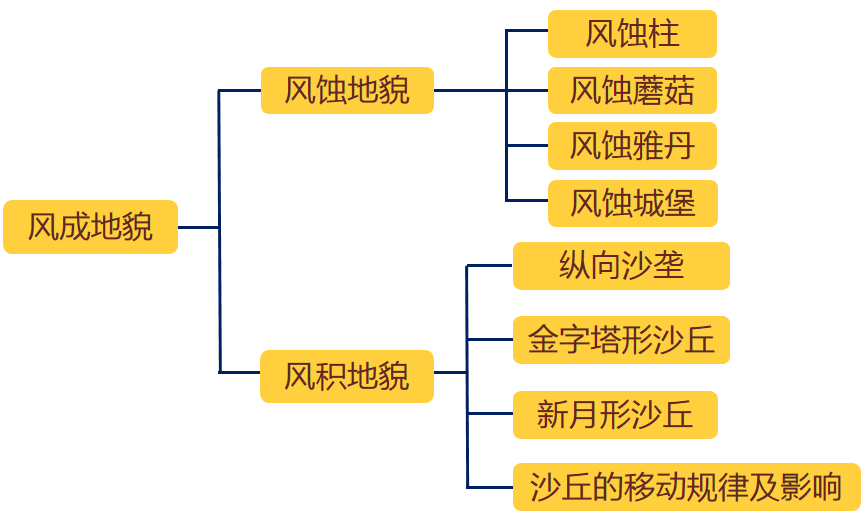 风成地貌
风蚀地貌
风蚀柱
风蚀蘑菇
风蚀雅丹
风蚀城堡
风积地貌
纵向沙垄
金字塔形沙丘
新月形沙丘
沙丘的移动规律及影响